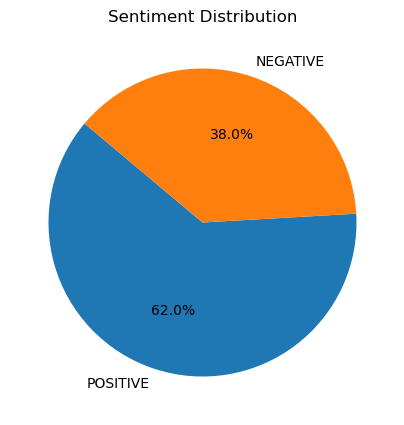 Sentiment Distribution
NEGATIVE
38.0%
62.0%
POSITIVE